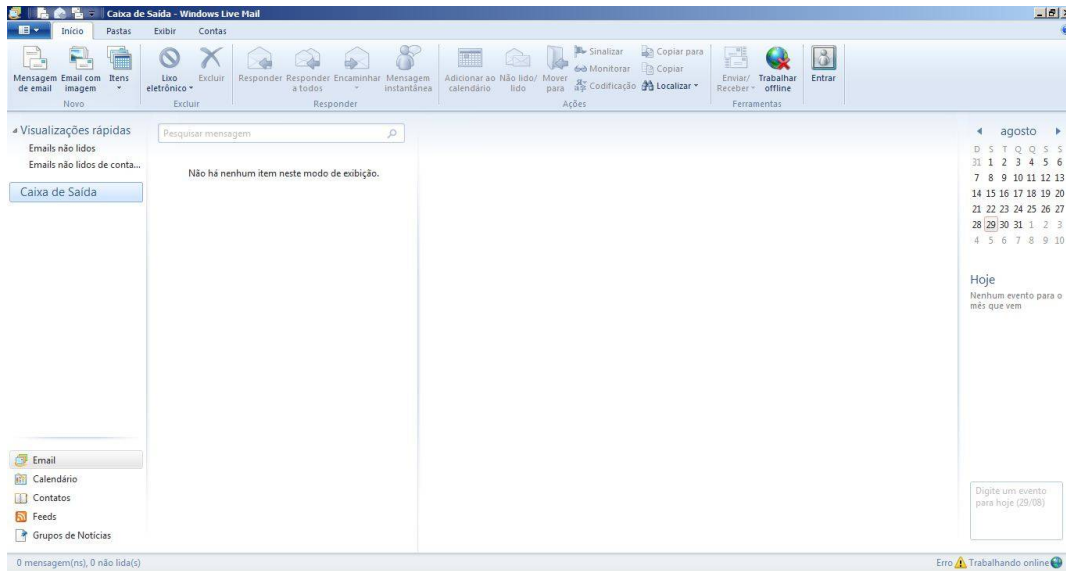 Caixa de Saída - Windows Live Mail
Início Pastas Exibir Contas
Mensagem de email
Email com imagem
Itens
Novo
Lixo eletrônico
Excluir
Excluir
Responder
Responder a todos
Encaminhar
Mensagem instantânea
Responder
Adicionar ao calendário
Não lido/ lido
Mover para
Sinalizar
Monitorar
Codificação
Copiar para
Copiar
Localizar
Ações
Enviar/ Receber
Trabalhar offline
Ferramentas
Entrar
Visualizações rápidas
Emails não lidos
Emails não lidos de conta...
Caixa de Saída
Email
Calendário
Contatos
Feeds
Grupos de Notícias
Pesquisar mensagem
Não há nenhum item neste modo de exibição.
agosto
D S T Q Q S S
31 1 2 3 4 5 6
7 8 9 10 11 12 13
14 15 16 17 18 19 20
21 22 23 24 25 26 27
28 29 30 31 1 2 3
4 5 6 7 8 9 10
Hoje
Nenhum evento para o
mês que vem
Digite um evento
para hoje (29/08)
0 mensagem(ns), 0 não lida(s)
Erro Trabalhando online